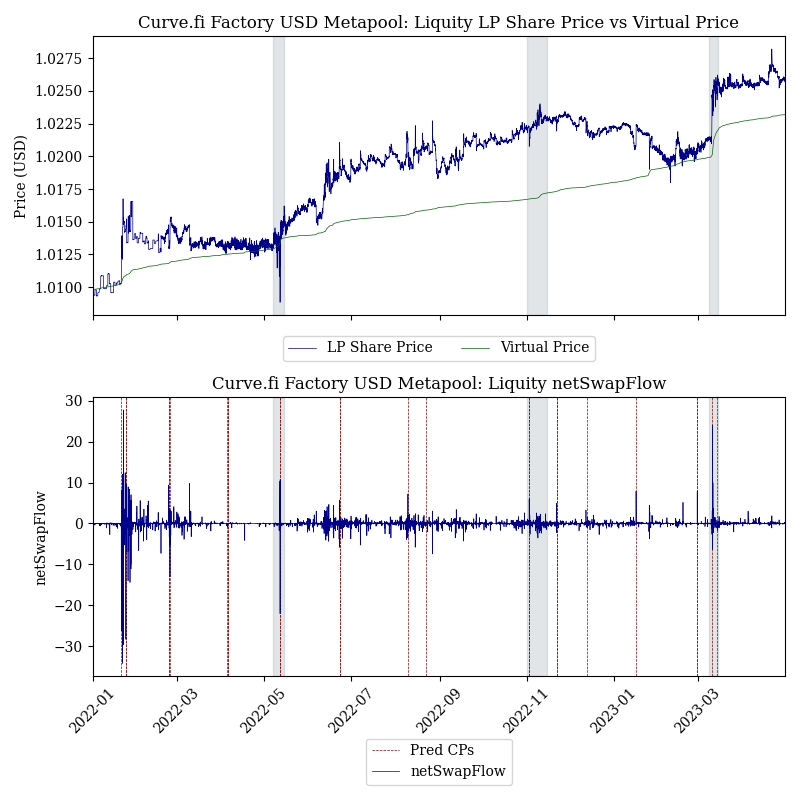 Curve.fi Factory USD Metapool: Liquity LP Share Price vs Virtual Price
1.0275
1.0250
1.0225
1.0200
1.0175
1.0150
1.0125
1.0100
Price (USD)
LP Share Price
Virtual Price
Curve.fi Factory USD Metapool: Liquity netSwapFlow
30
20
10
0
−10
−20
−30
netSwapFlow
2022-01
2022-03
2022-05
2022-07
2022-09
2022-11
2023-01
2023-03
Pred CPs
netSwapFlow